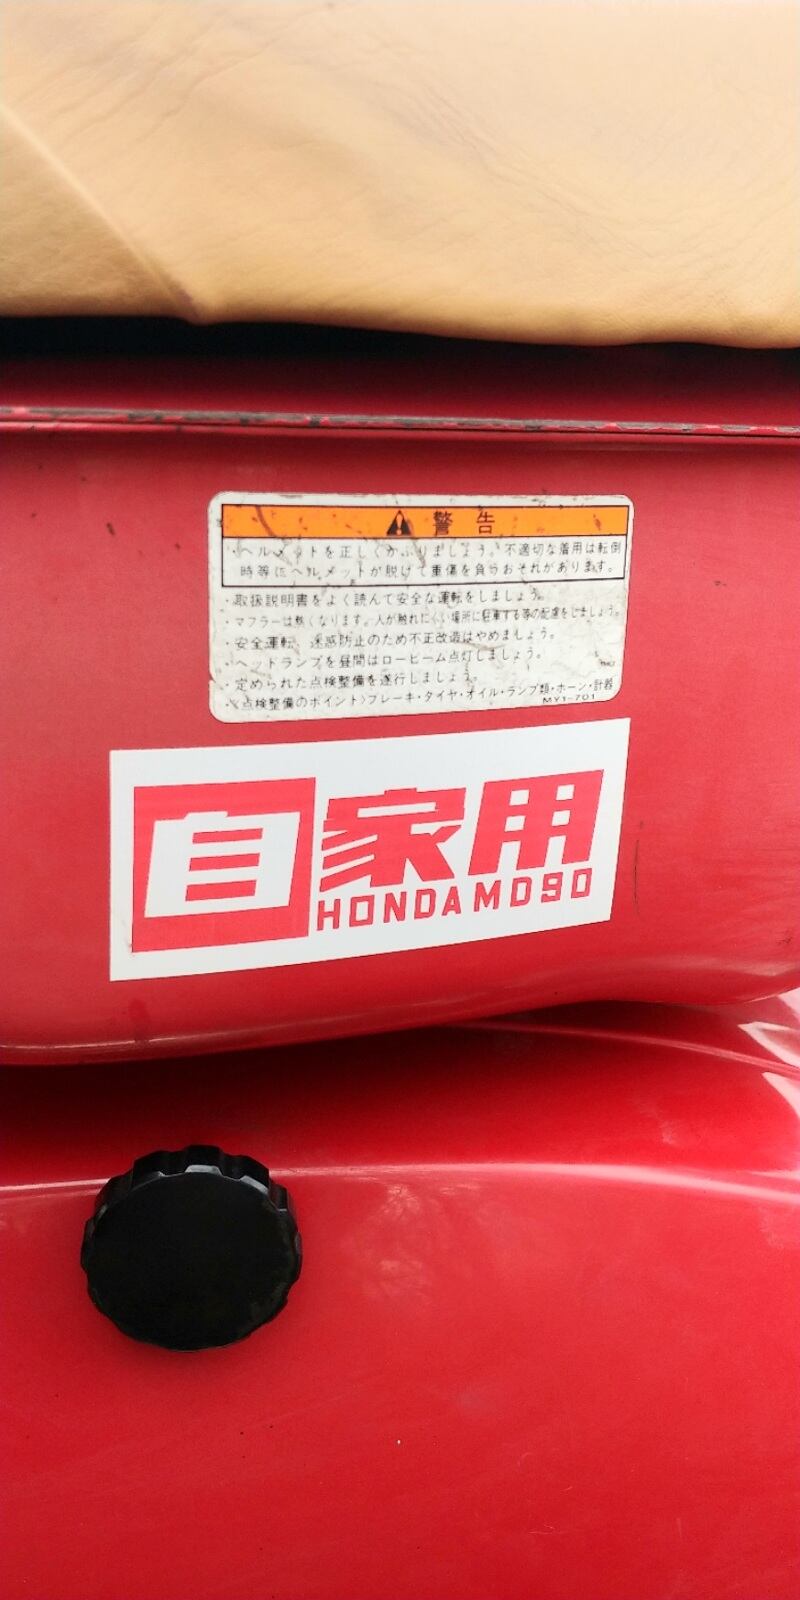 警告
・ヘルメットを正しくかぶりましょう。不適切な着用は転倒
時等にヘルメットが脱げて重傷を負うおそれがあります。
・取扱説明書をよく読んで安全な運転をしましょう。
・マフラーは熱くなります。人が触れにくい場所に駐車する等の配慮をしましょう。
・安全運転、迷惑防止のため不正改造はやめましょう。
・ヘッドランプを昼間はロービーム点灯しましょう。
・定められた点検整備を遂行しましょう。
・〈点検整備のポイント〉ブレーキ・タイヤ・オイル・ランプ類・ホーン・計器
MY1-701
自家用
HONDAMD90